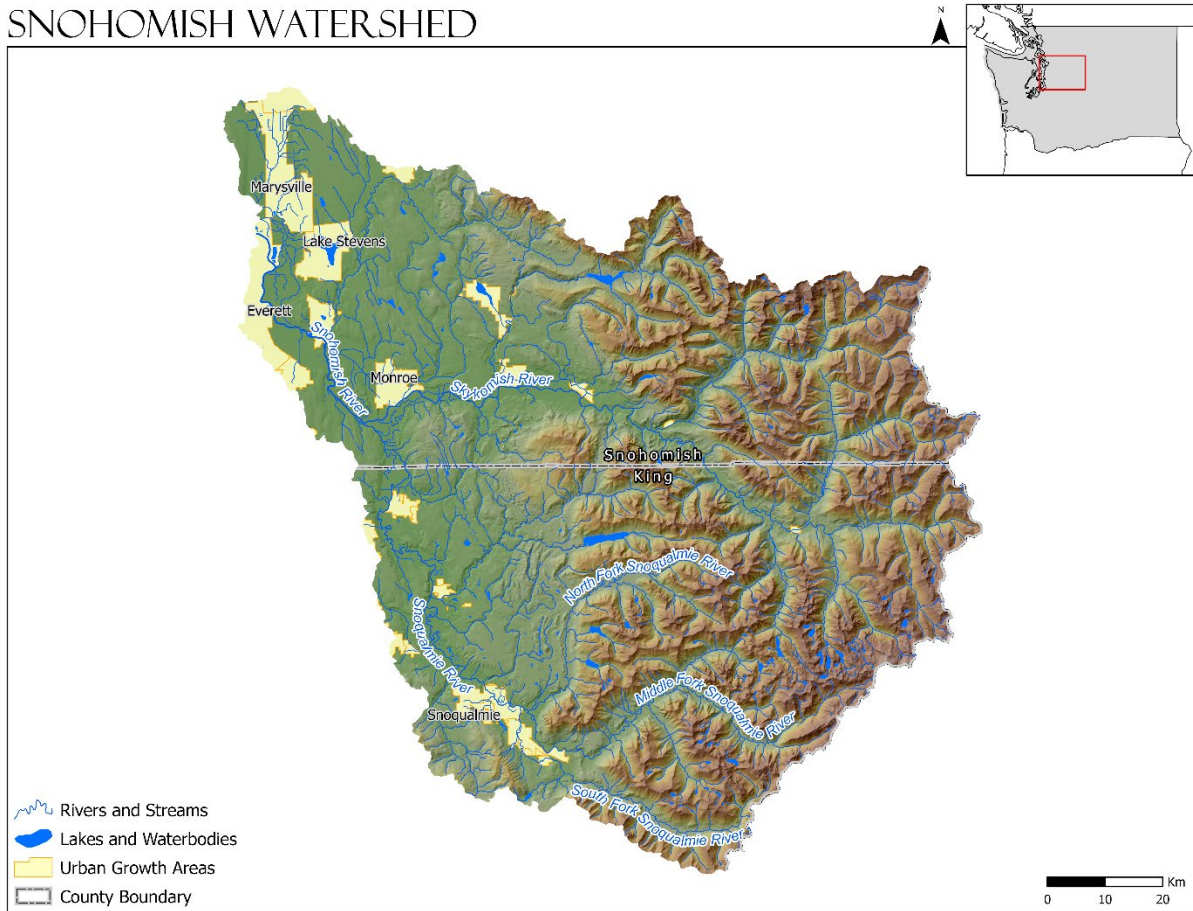 SNOHOMISH WATERSHED
N
Marysville
Lake Stevens
Everett
Snohomish River
Monroe
Skykomish River
Snohomish
King
North Fork Snoqualmie River
Snoqualmie River
Middle Fork Snoqualmie River
Snoqualmie
South Fork Snoqualmie River
Rivers and Streams
Lakes and Waterbodies
Urban Growth Areas
County Boundary
Km
0 10 20